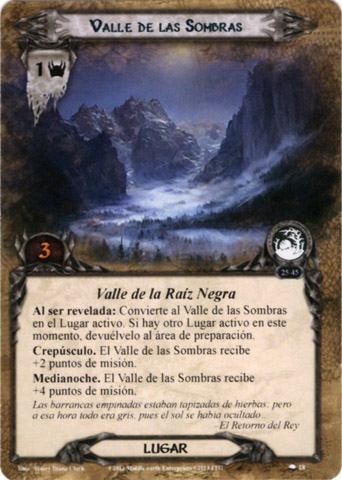 Valle de las Sombras
1
3
25/45
Valle de la Raíz Negra
Al ser revelada: Convierte al Valle de las Sombras
en el Lugar activo. Si hay otro Lugar activo en este
momento, devuélvelo al área de preparación.
Crepúsculo. El Valle de las Sombras recibe
+2 puntos de misión.
Medianoche. El Valle de las Sombras recibe
+4 puntos de misión.
Las barrancas empinadas estaban tapizadas de hierbas; pero
a esa hora todo era gris, pues el sol se había ocultado...
–El Retorno del Rey
LUGAR